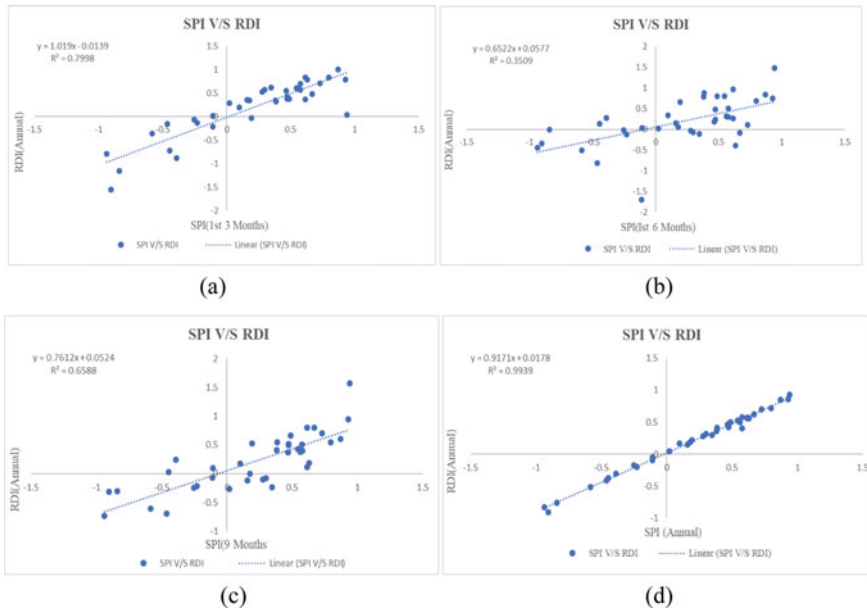 SPI V/S RDI
y = 1.019x - 0.0139
R² = 0.7998
1.5
1
0.5
0
-0.5
-1
-1.5
-2
-1.5
-1
-0.5
0
0.5
1
1.5
RDI(Annual)
SPI(1st 3 Months)
SPI V/S RDI
Linear (SPI V/S RDI)
(a)
SPI V/S RDI
y = 0.6522x + 0.0577
R² = 0.3509
2
1.5
1
0.5
0
-0.5
-1
-1.5
-2
-1.5
-1
-0.5
0
0.5
1
1.5
RDI(Annual)
SPI(Ist 6 Months)
SPI V/S RDI
Linear (SPI V/S RDI)
(b)
SPI V/S RDI
y = 0.7612x + 0.0524
R² = 0.6588
2
1.5
1
0.5
0
-0.5
-1
-1.5
-1
-0.5
0
0.5
1
1.5
RDI(Annual)
SPI(9 Months
SPI V/S RDI
Linear (SPI V/S RDI)
(c)
SPI V/S RDI
y = 0.9171x + 0.0178
R² = 0.9939
1.5
1
0.5
0
-0.5
-1
-1.5
-1
-0.5
0
0.5
1
1.5
RDI(Annual)
SPI (Annual)
SPI V/S RDI
Linear (SPI V/S RDI)
(d)